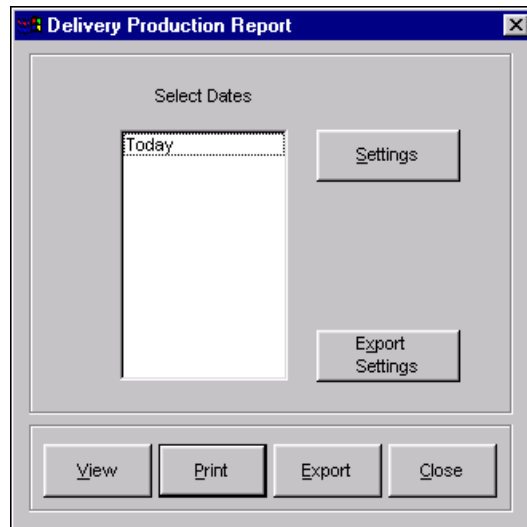 Delivery Production Report
Select Dates
Today
Settings
Export
Settings
View
Print
Export
Close